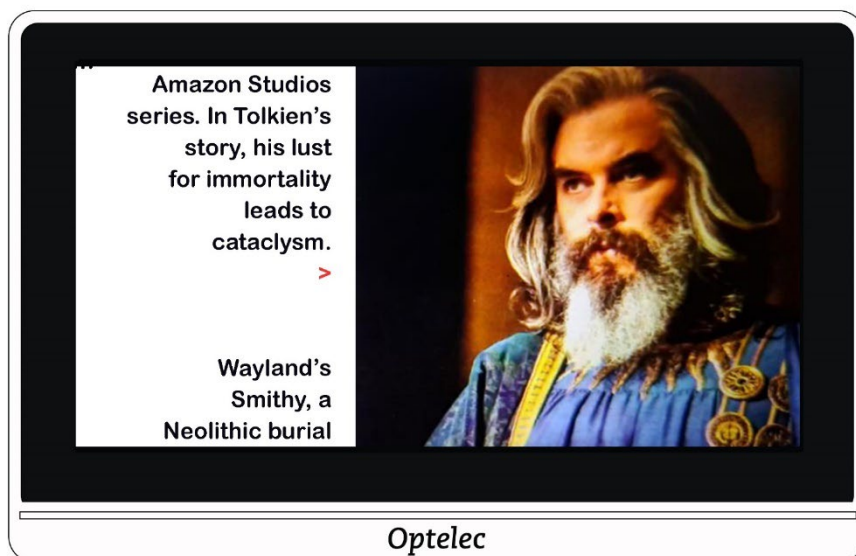 Amazon Studios
series. In Tolkien’s
story, his lust
for immortality
leads to
cataclysm.
>
Wayland’s
Smithy, a
Neolithic burial
Optelec